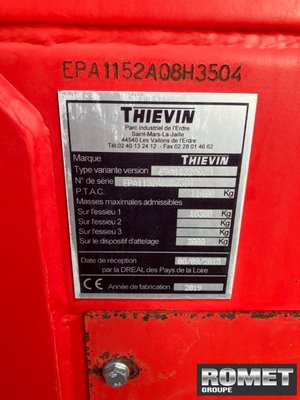 EPA1152A08H3504
THIEVIN
Parc industriel de l'Erdre
Saint-Mars-La-Jaille
44540 Les Vallons de l'Erdre
Tél.02 40 13 24 12 - Fax 02 28 01 46 62
Marque THIEVIN
Type variante version
N° de série
P.T.A.C. Kg
Masses maximales admissibles
Sur l'essieu 1 Kg
Sur l'essieu 2 Kg
Sur l'essieu 3 Kg
Sur le dispositif d'attelage 3000 Kg
Date de réception
par la DREAL des Pays de la Loire
CE Année de fabrication 2019
ROMET
GROUPE